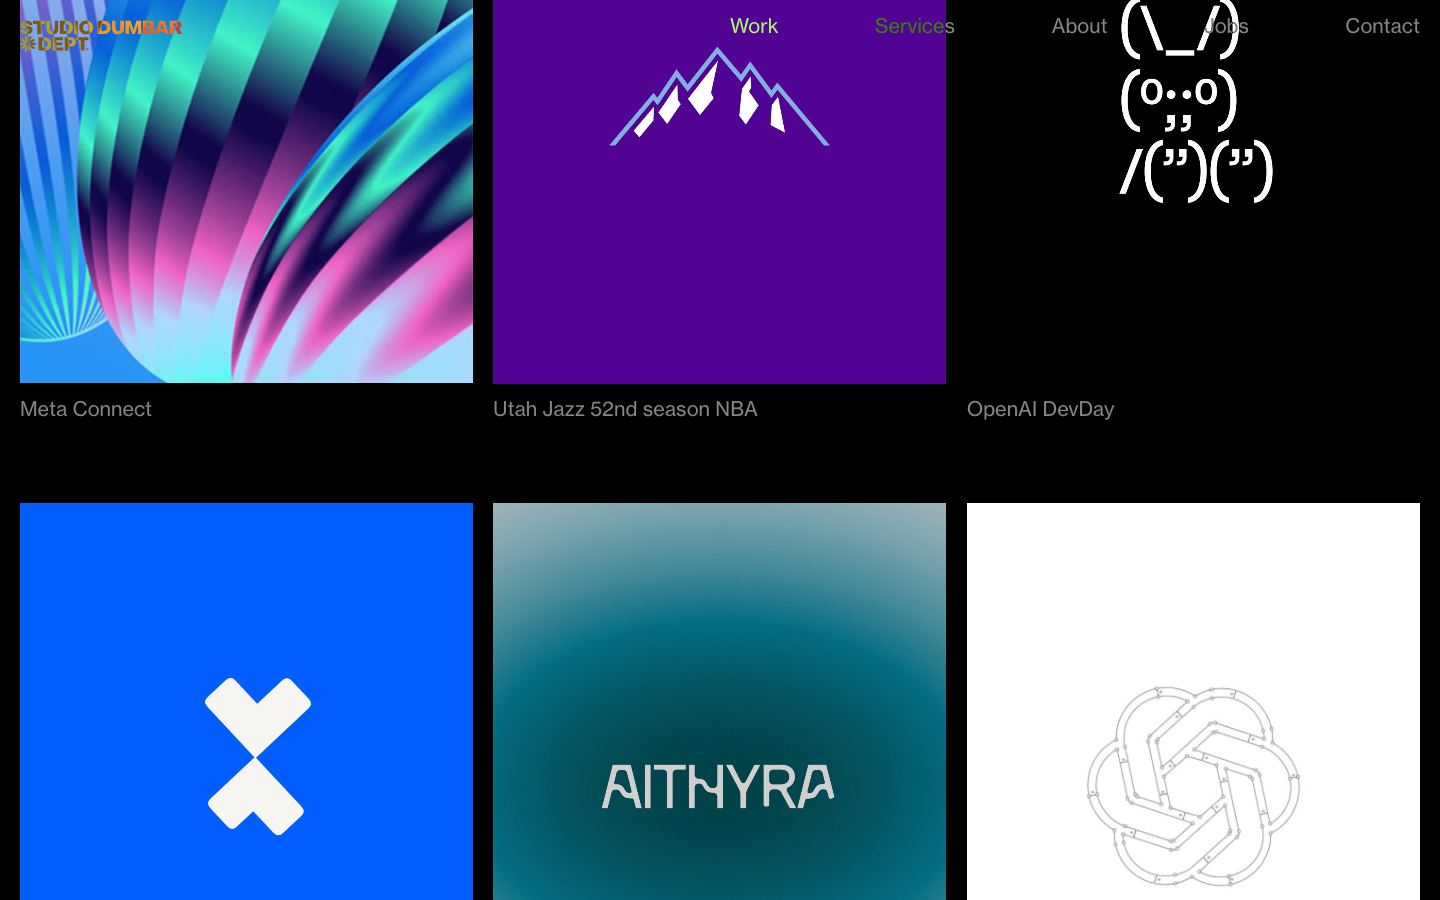 STUDIO DUMBAR
DEPT
Work
Services
About
Jobs
Contact
(\_/)
(º;;º)
/(”)(”)
Meta Connect
Utah Jazz 52nd season NBA
OpenAI DevDay
AITHYRA